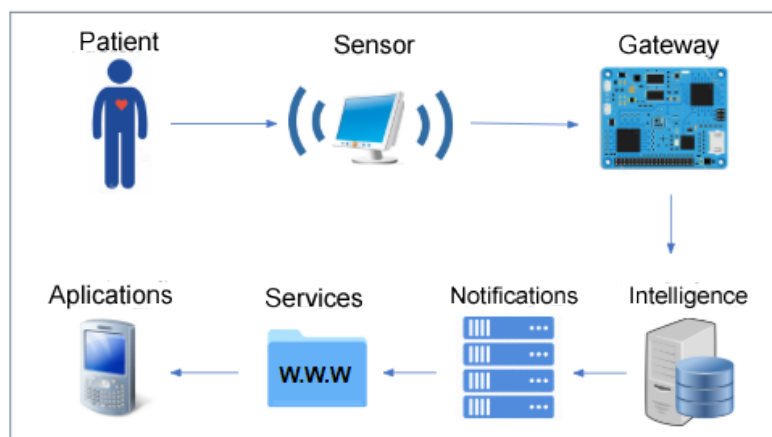 Patient
Sensor
Gateway
Aplications
Services
Notifications
Intelligence
W.W.W